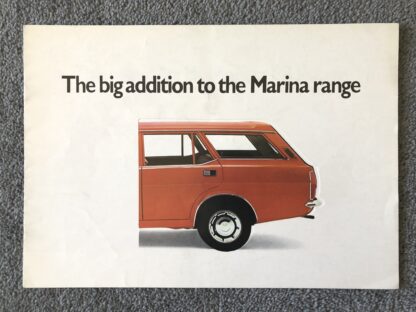 The big addition to the Marina range